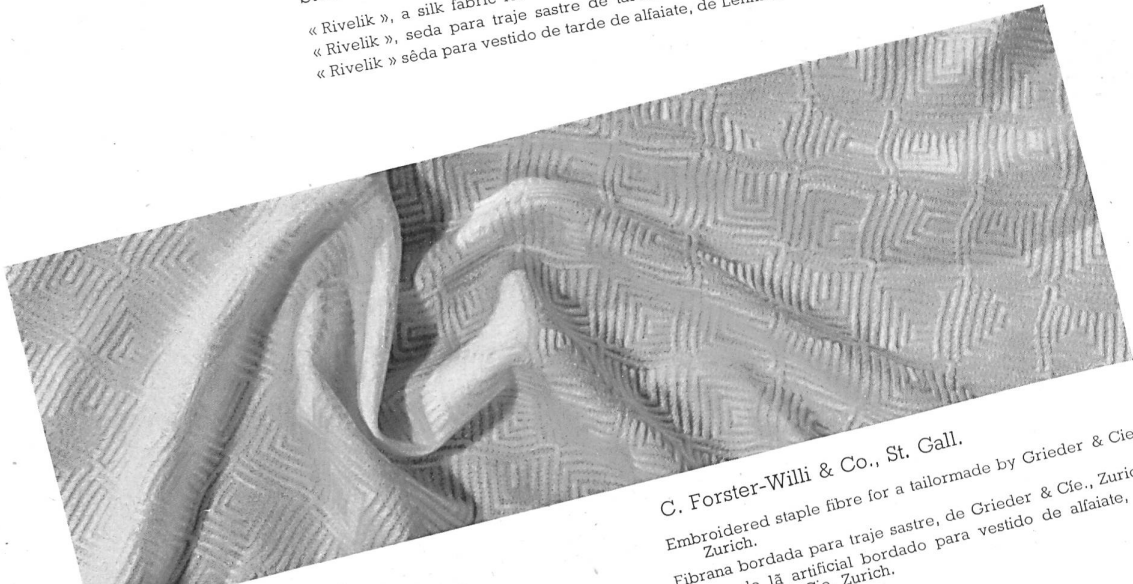 « Rivelik », a silk fabric
« Rivelik », seda para traje sastre de
« Rivelik » sêda para vestido de tarde de alfaiate, de
C. Forster-Willi & Co., St. Gall.
Embroidered staple fibre for a tailormade by Grieder & Cie
Zurich.
Fibrana bordada para traje sastre, de Grieder & Cíe., Zuric
lã artificial bordado para vestido de alfaiate,
Zurich.